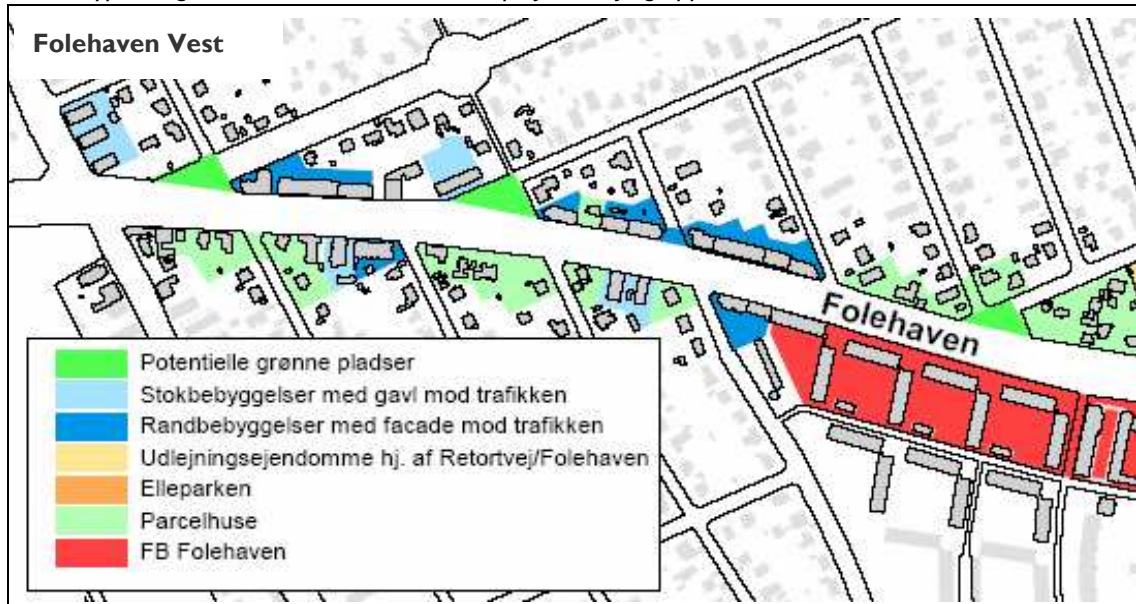 Folehaven Vest
Folehaven
Potentielle grønne pladser
Stokbebyggelser med gavl mod trafikken
Randbebyggelser med facade mod trafikken
Udlejningsejendomme hj. af Retortvej/Folehaven
Elleparken
Parcelhuse
FB Folehaven